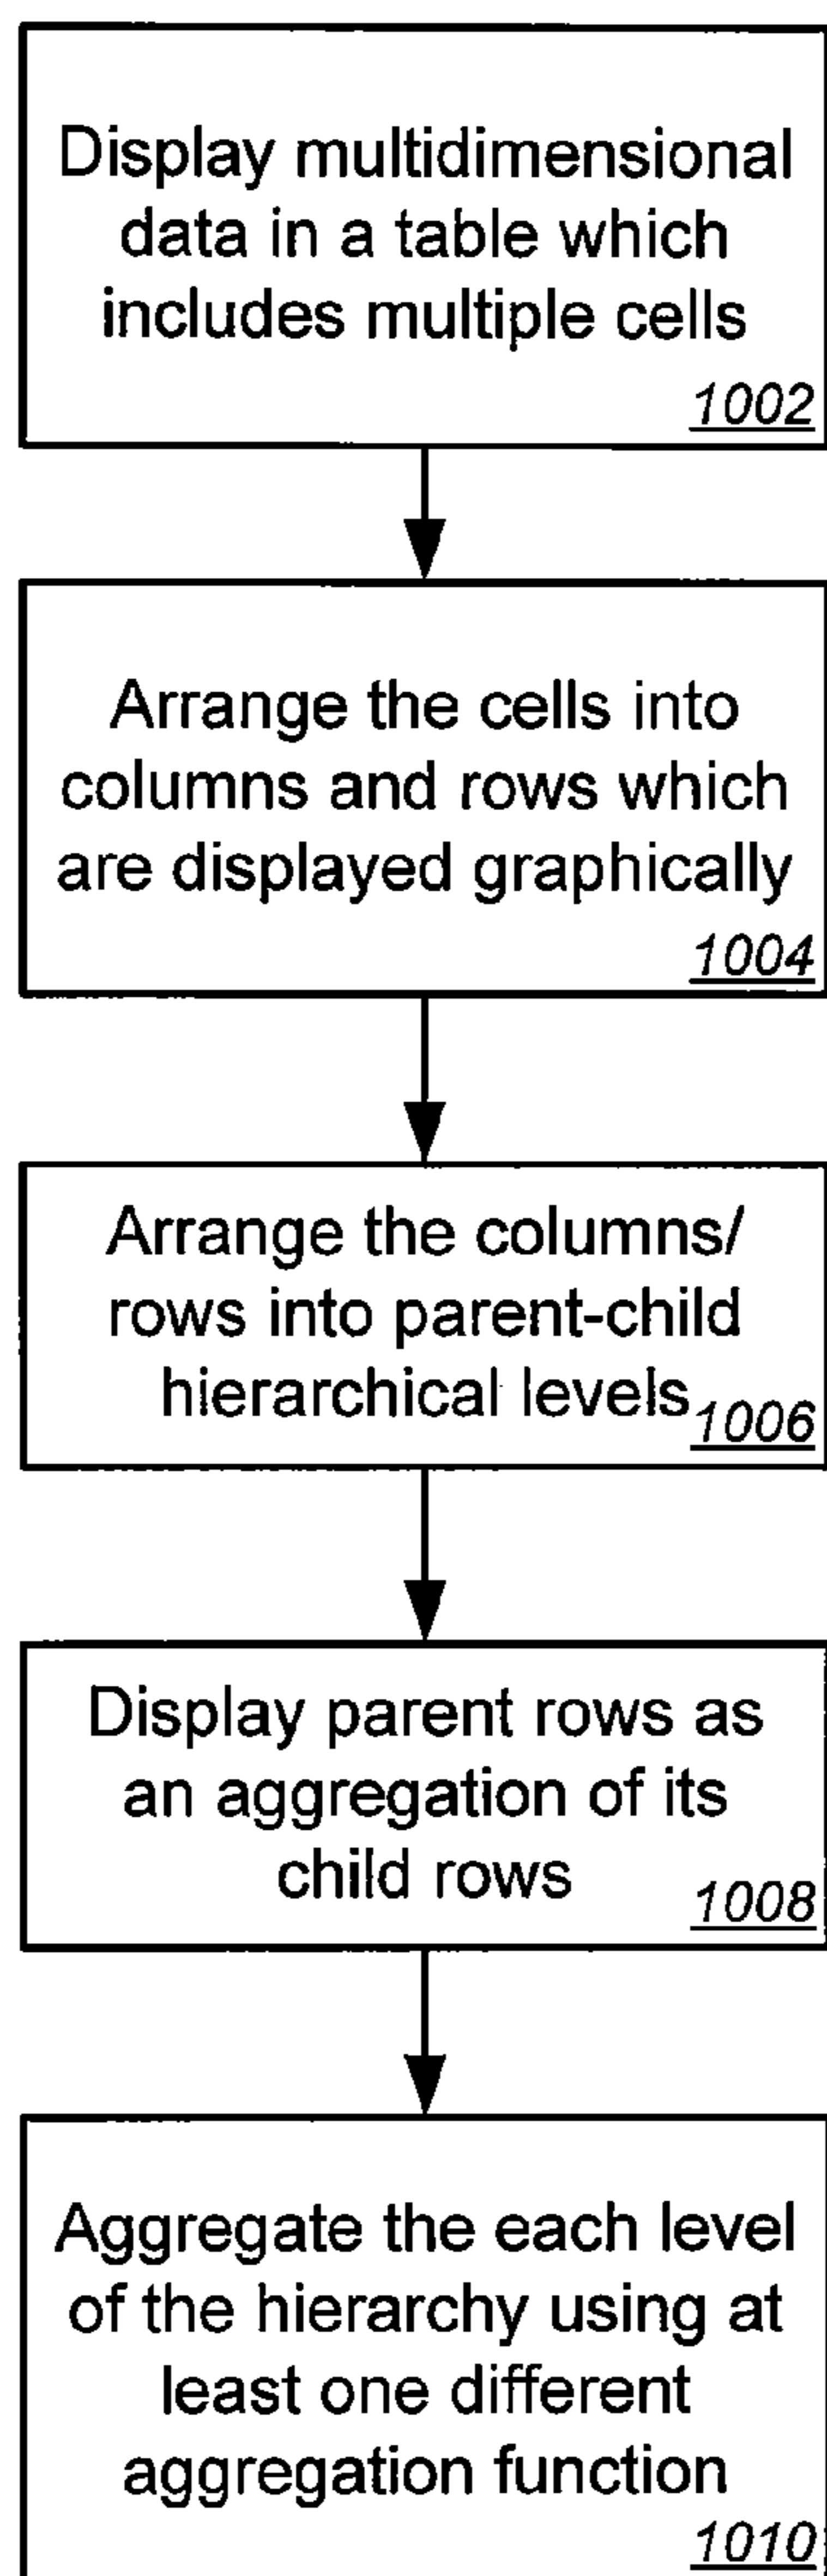 Display multidimensional
data in a table which
includes multiple cells
1002
Arrange the cells into
columns and rows which
are displayed graphically
1004
Arrange the columns/
rows into parent-child
hierarchical levels
1006
Display parent rows as
an aggregation of its
child rows
1008
Aggregate the each level
of the hierarchy using at
least one different
aggregation function
1010